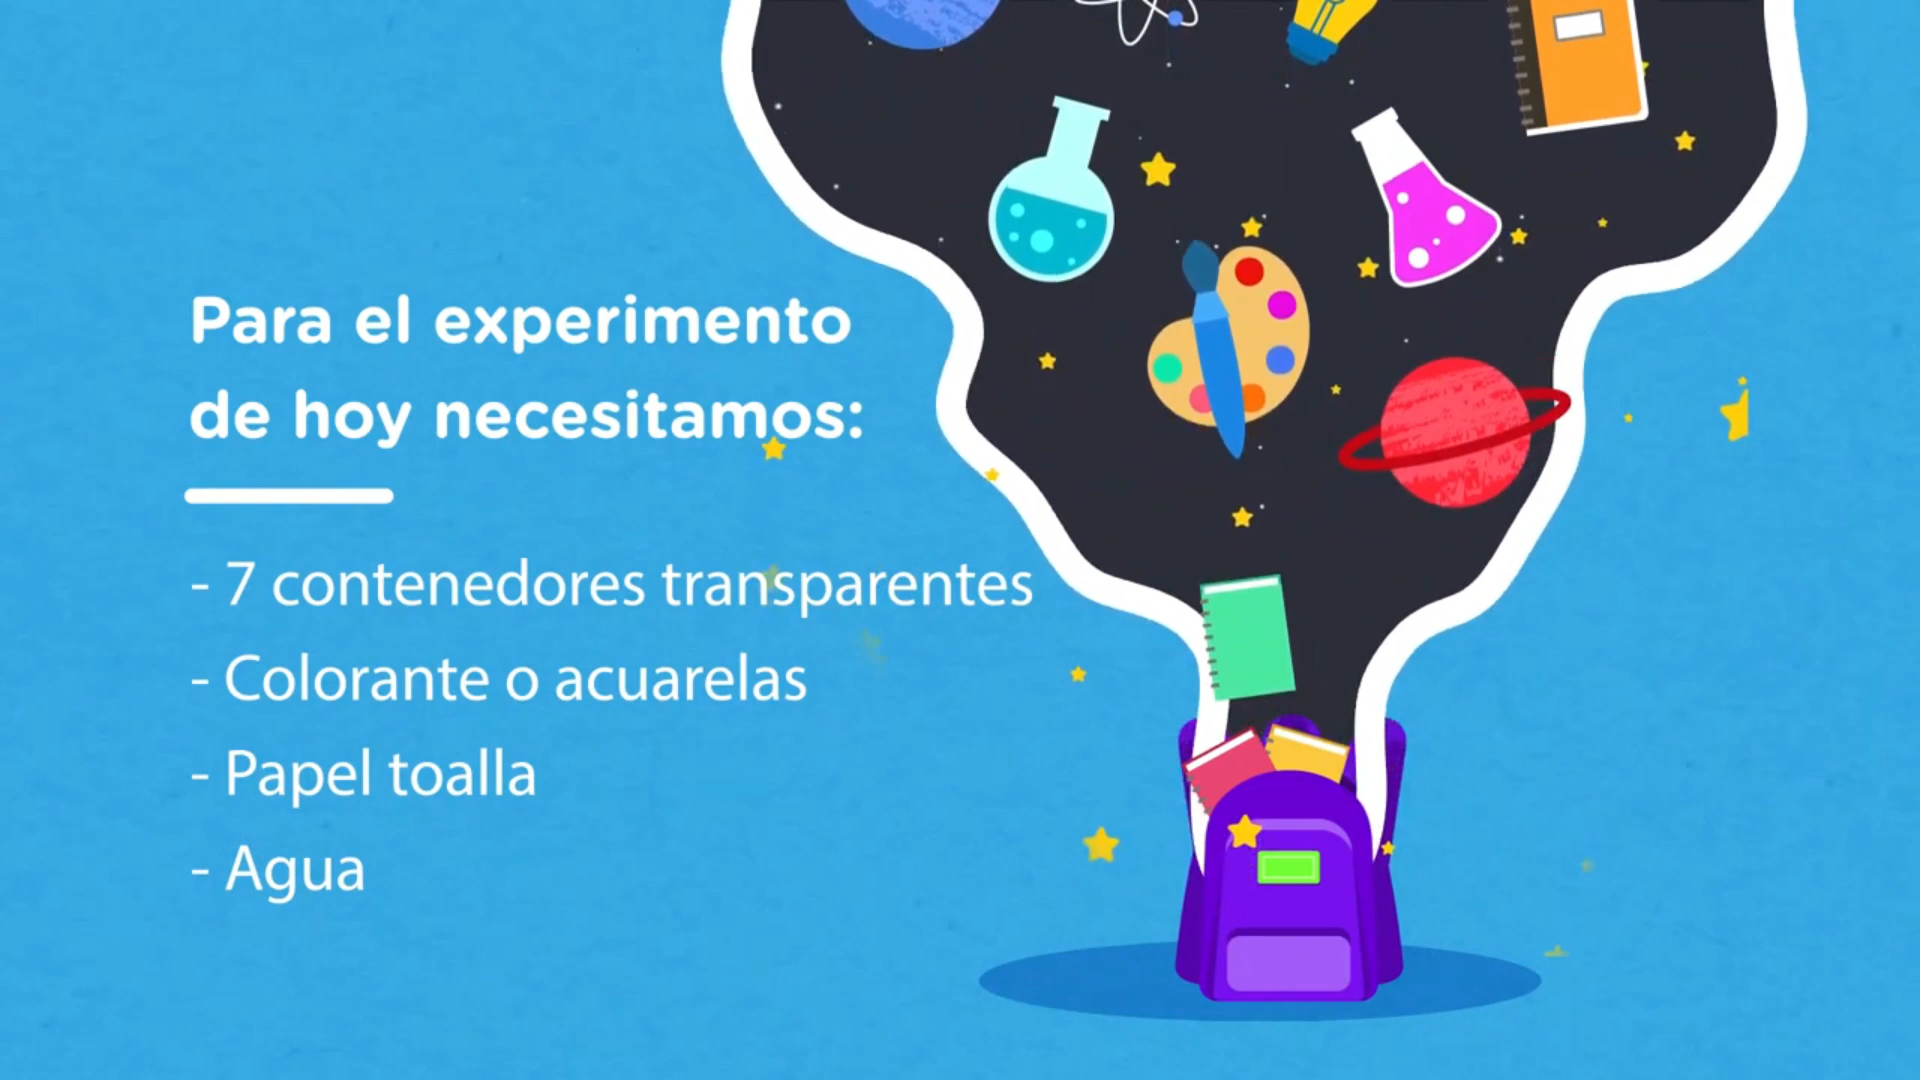 Para el experimento
de hoy necesitamos:
- 7 contenedores transparentes
- Colorante o acuarelas
- Papel toalla
- Agua